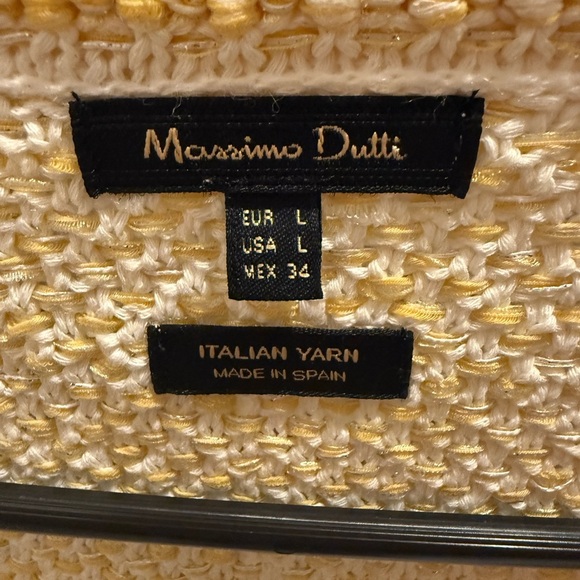 Massimo Dutti
EUR L
USA L
MEX 34
ITALIAN YARN
MADE IN SPAIN